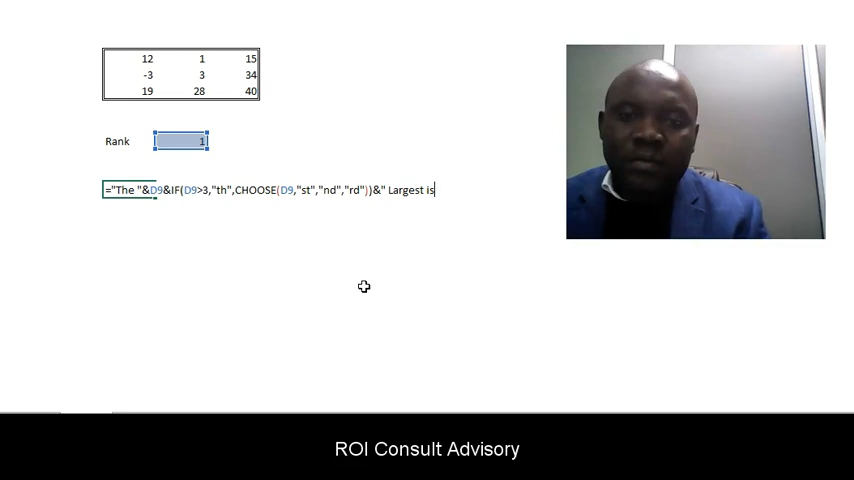 12 1 15
-3 3 34
19 28 40
Rank 1
="The "&D9&IF(D9>3,"th",CHOOSE(D9,"st","nd","rd"))&" Largest is
ROI Consult Advisory